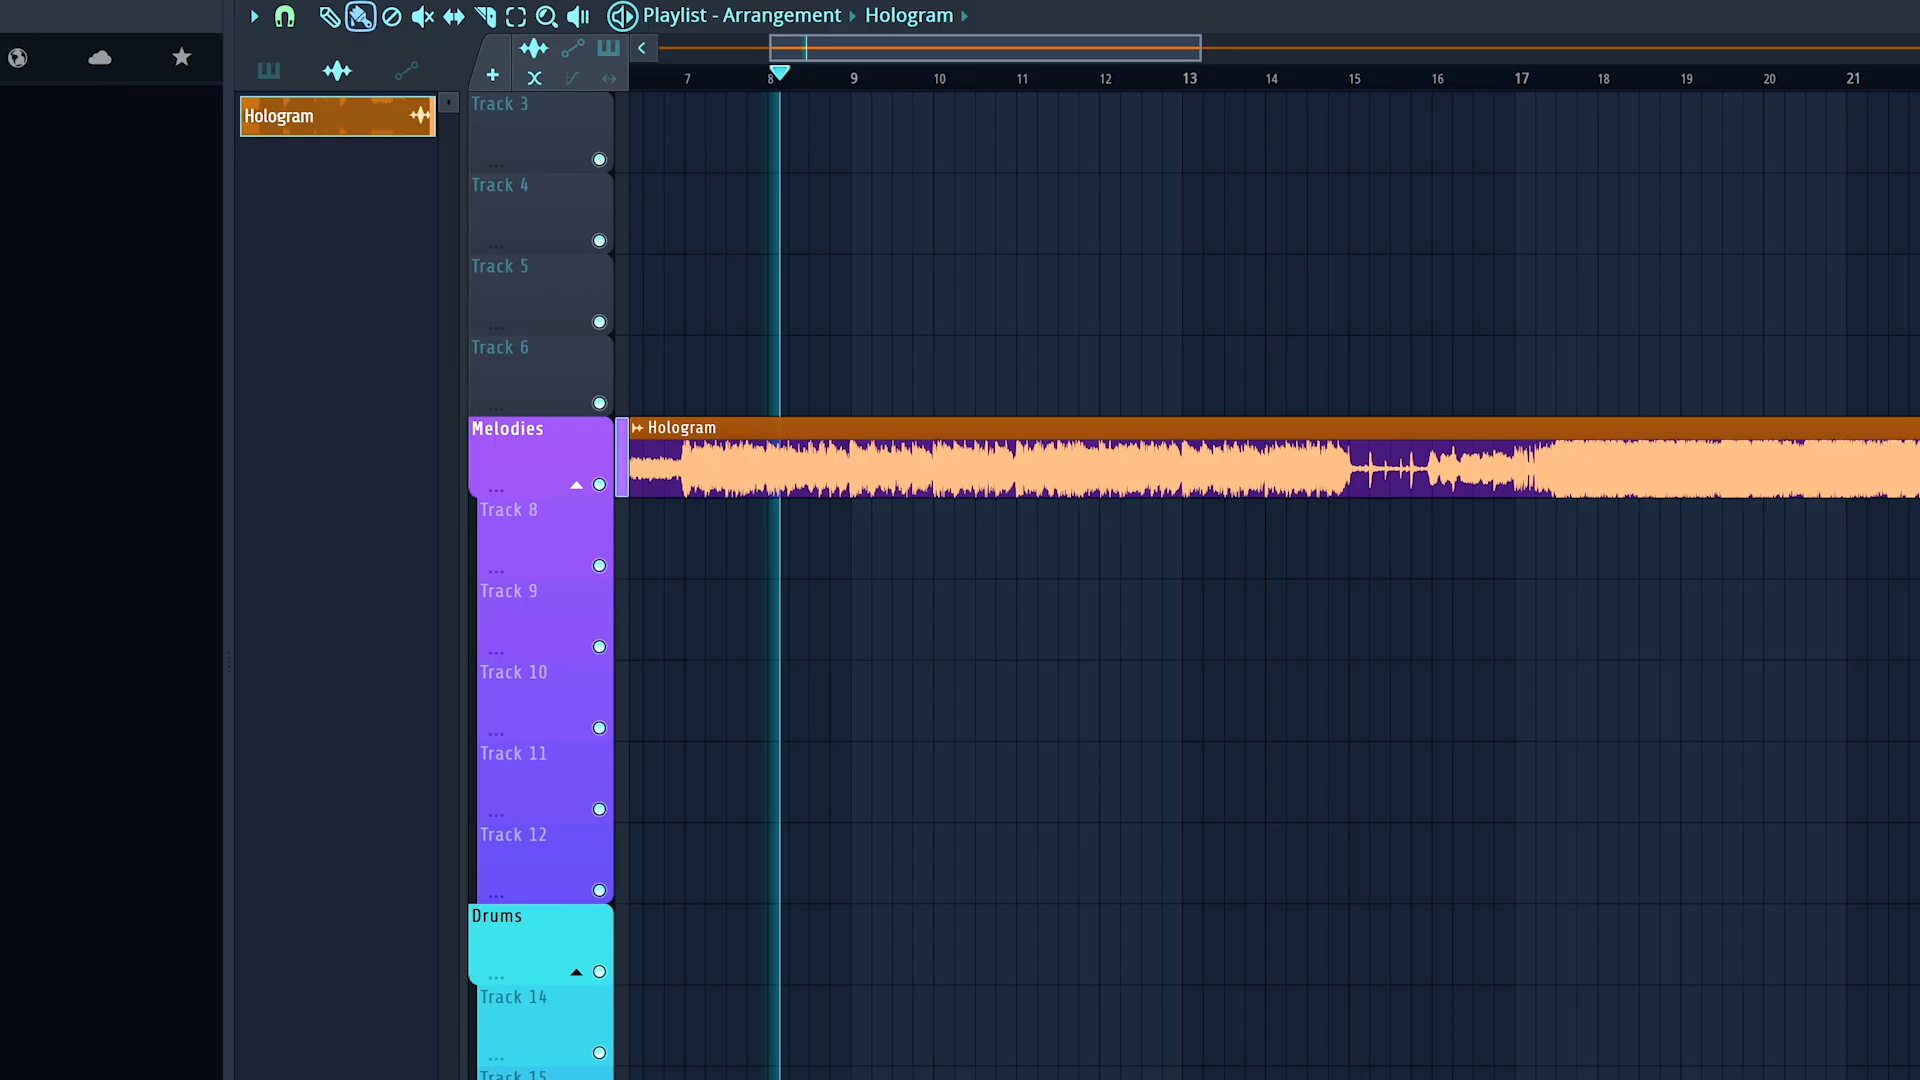 Playlist - Arrangement Hologram
7 8 9 10 11 12 13 14 15 16 17 18 19 20 21
Hologram
Track 3
Track 4
Track 5
Track 6
Melodies
Hologram
Track 8
Track 9
Track 10
Track 11
Track 12
Drums
Track 14
Track 15